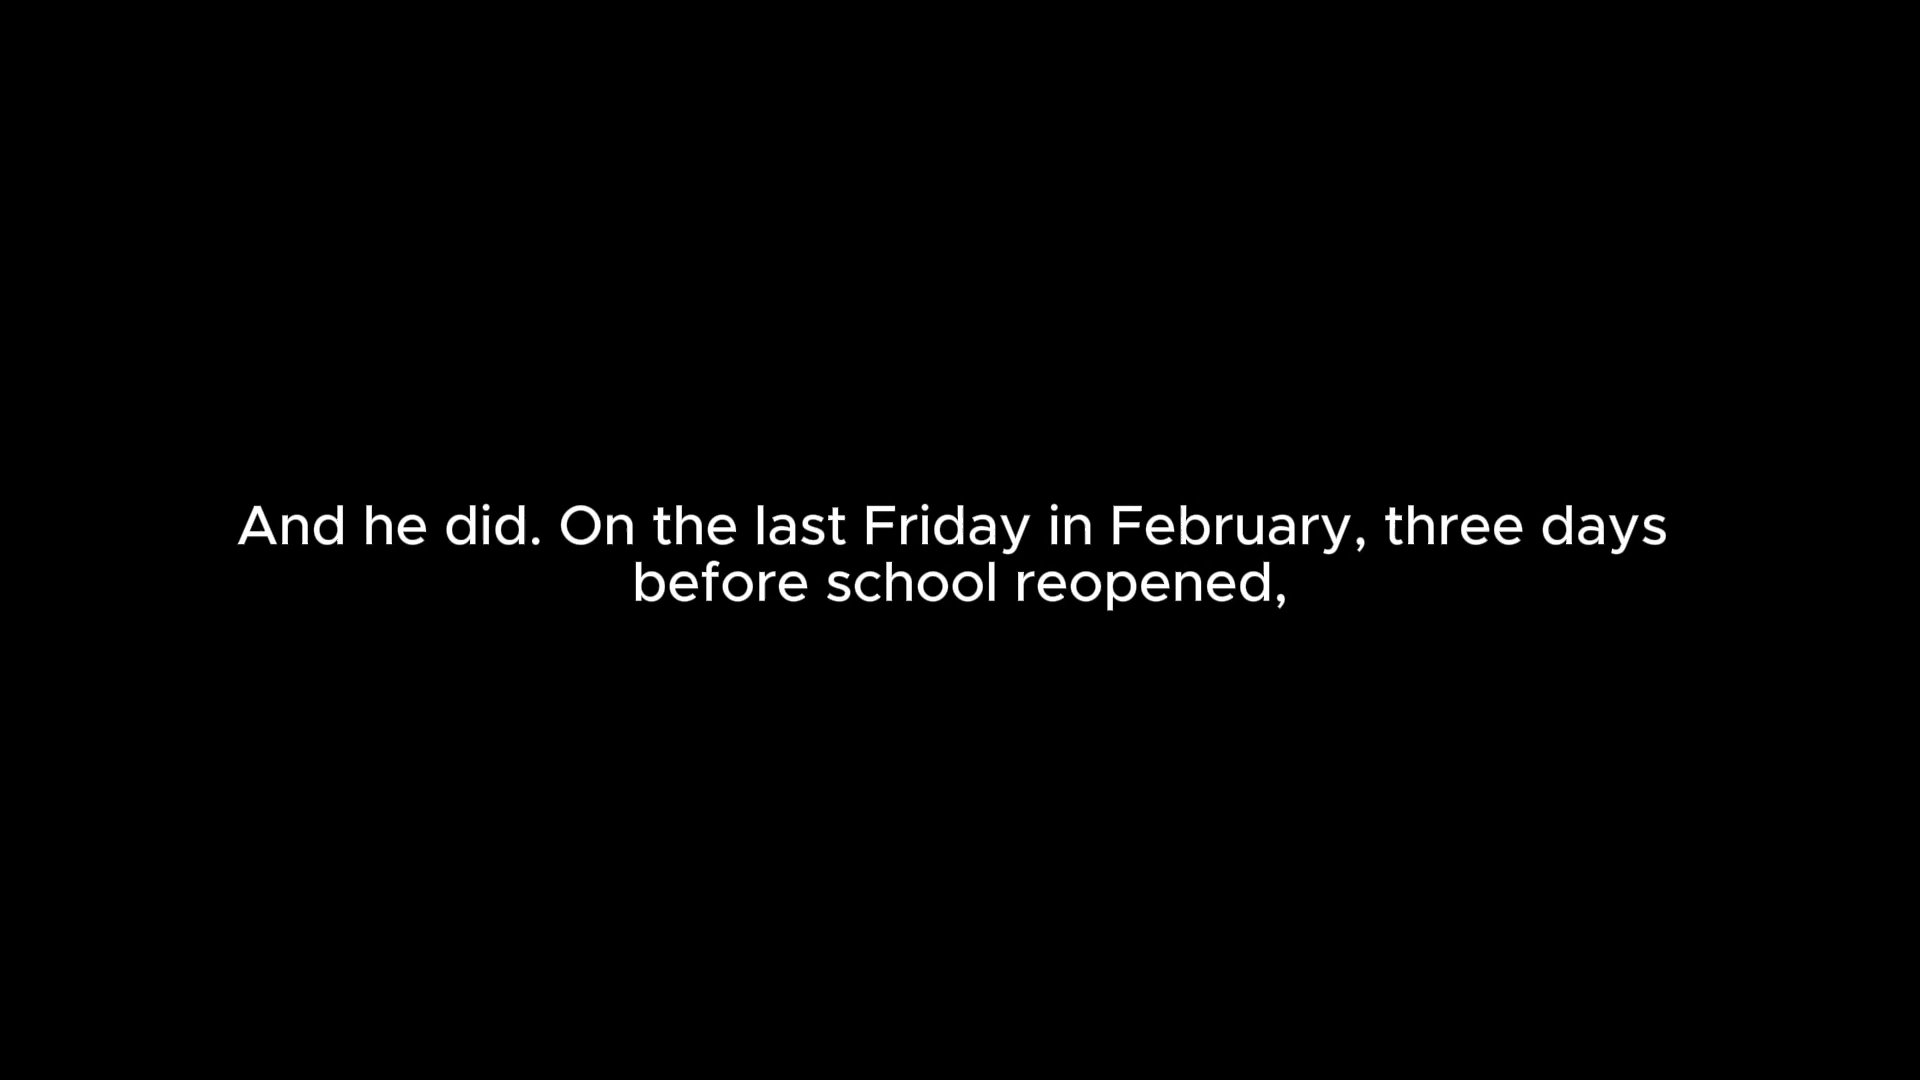 And he did. On the last Friday in February, three days
before school reopened,